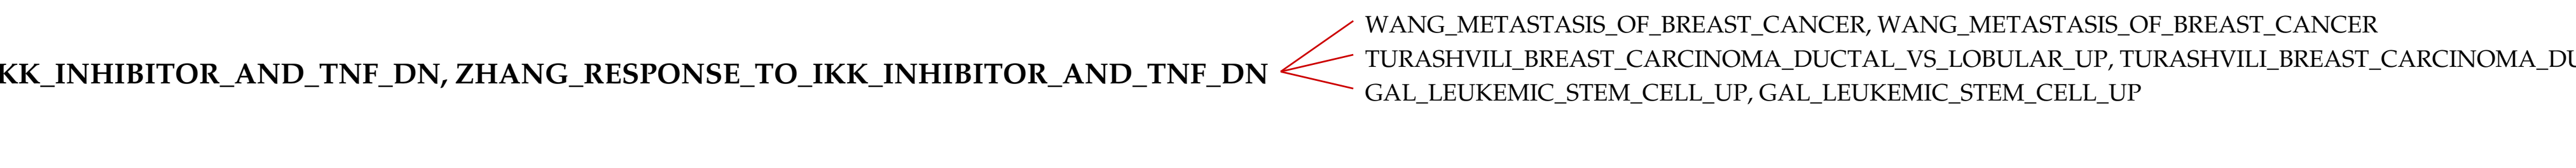 WANG_METASTASIS_OF_BREAST_CANCER, WANG_METASTASIS_OF_BREAST_CANCER
TURASHVILI_BREAST_CARCINOMA_DUCTAL_VS_LOBULAR_UP, TURASHVILI_BREAST_CARCINOMA_DU
KK_INHIBITOR_AND_TNF_DN, ZHANG_RESPONSE_TO_IKK_INHIBITOR_AND_TNF_DN
GAL_LEUKEMIC_STEM_CELL_UP, GAL_LEUKEMIC_STEM_CELL_UP